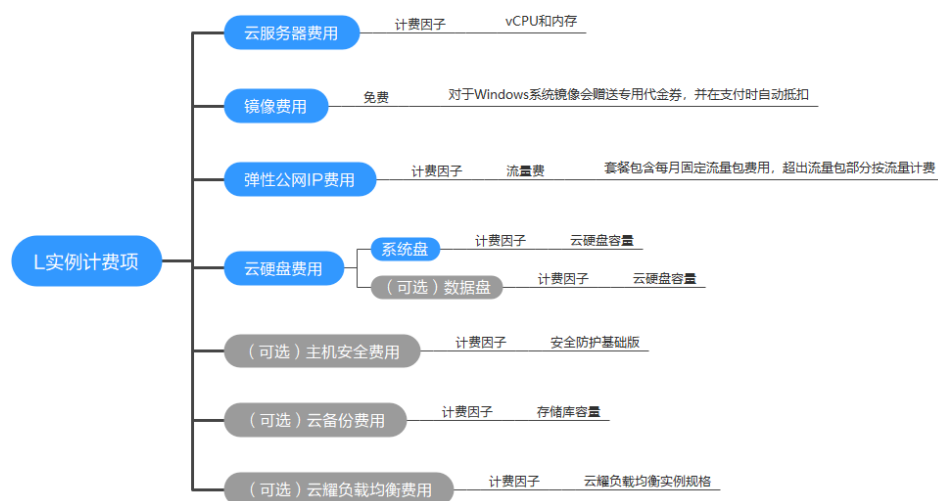 云服务器费用 计费因子 vCPU和内存
镜像费用 免费 对于Windows系统镜像会赠送专用代金券，并在支付时自动抵扣
弹性公网IP费用 计费因子 流量费 套餐包含每月固定流量包费用，超出流量包部分按流量计费
L实例计费项
云硬盘费用
系统盘 计费因子 云硬盘容量
（可选）数据盘 计费因子 云硬盘容量
（可选）主机安全费用 计费因子 安全防护基础版
（可选）云备份费用 计费因子 存储库容量
（可选）云耀负载均衡费用 计费因子 云耀负载均衡实例规格